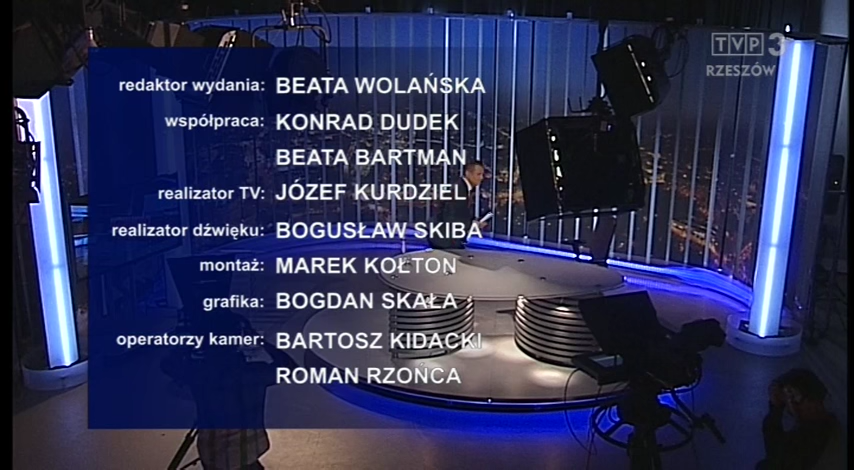 TVP3
RZESZÓW
redaktor wydania: BEATA WOLAŃSKA
współpraca: KONRAD DUDEK
BEATA BARTMAN
realizator TV: JÓZEF KURDZIEL
realizator dźwięku: BOGUSŁAW SKIBA
montaż: MAREK KOŁTON
grafika: BOGDAN SKAŁA
operatorzy kamer: BARTOSZ KIDACKI
ROMAN RZOŃCA